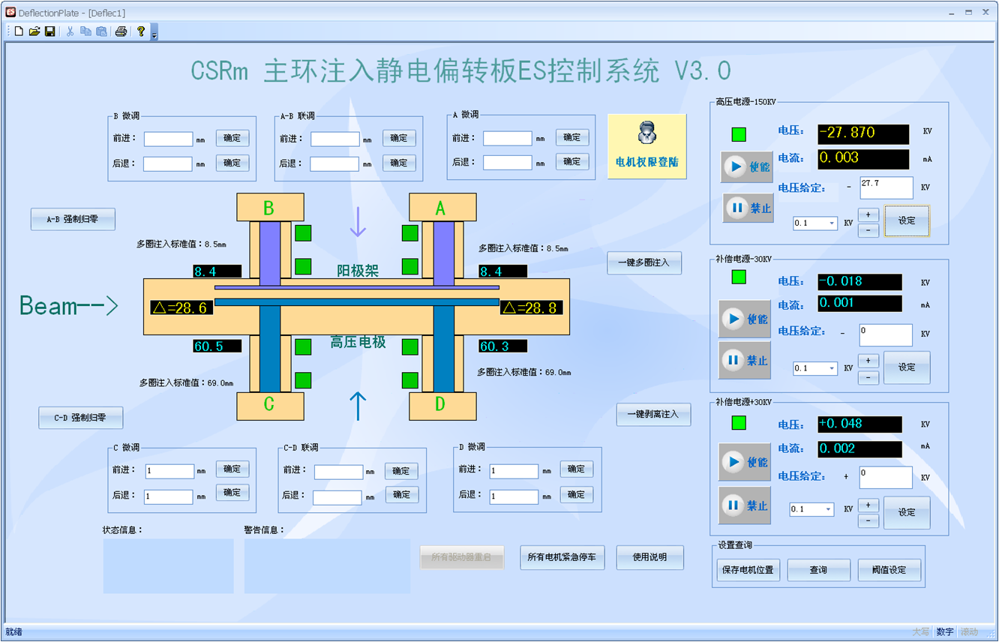 DeflectionPlate - [Deflec1]
CSRm 主环注入静电偏转板ES控制系统 V3.0
B 微调
前进： mm 确定
后退： mm 确定
A-B 联调
前进： mm 确定
后退： mm 确定
A 微调
前进： mm 确定
后退： mm 确定
电机权限登陆
高压电源-150KV
电压： -27.870 KV
使能
电流： 0.003 mA
电压给定： - 27.7 KV
禁止
0.1 KV + - 设定
A-B 强制归零
B
A
多圈注入标准值：8.5mm
多圈注入标准值：8.5mm
8.4
阳极架
8.4
一键多圈注入
Beam-->
△=28.6
△=28.8
60.5
高压电极
60.3
多圈注入标准值：69.0mm
多圈注入标准值：69.0mm
C
D
C-D 强制归零
一键剥离注入
补偿电源-30KV
电压： -0.018 KV
电流： 0.001 mA
使能
电压给定： - 0 KV
禁止
0.1 KV + - 设定
补偿电源+30KV
电压： +0.048 KV
电流： 0.002 mA
使能
电压给定： + 0 KV
禁止
0.1 KV + - 设定
C 微调
前进： 1 mm 确定
后退： 1 mm 确定
C-D 联调
前进： mm 确定
后退： mm 确定
D 微调
前进： 1 mm 确定
后退： 1 mm 确定
状态信息：
警告信息：
所有驱动器重启
所有电机紧急停车
使用说明
设置查询
保存电机位置
查询
阈值设定
就绪
大写 数字 滚动